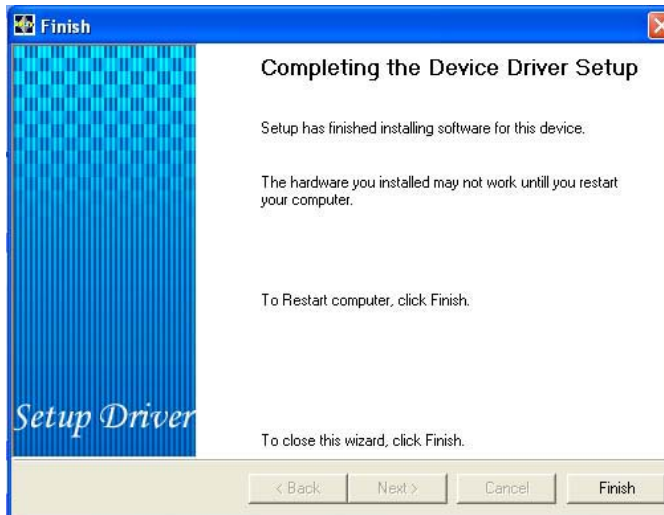 Finish
Completing the Device Driver Setup
Setup has finished installing software for this device.
The hardware you installed may not work untill you restart
your computer.
To Restart computer, click Finish.
Setup Driver
To close this wizard, click Finish.
< Back Next > Cancel Finish